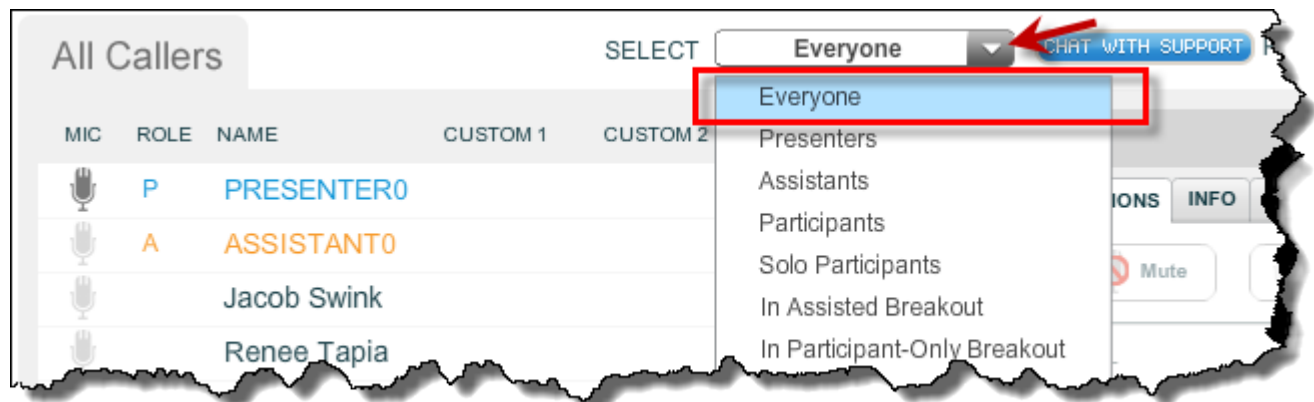 All Callers
SELECT Everyone CHAT WITH SUPPORT
Everyone
MIC ROLE NAME CUSTOM 1 CUSTOM 2
Presenters
P PRESENTER0
Assistants
IONS INFO
Participants
A ASSISTANT0
Solo Participants
Mute
Jacob Swink
In Assisted Breakout
Renee Tapia
In Participant-Only Breakout